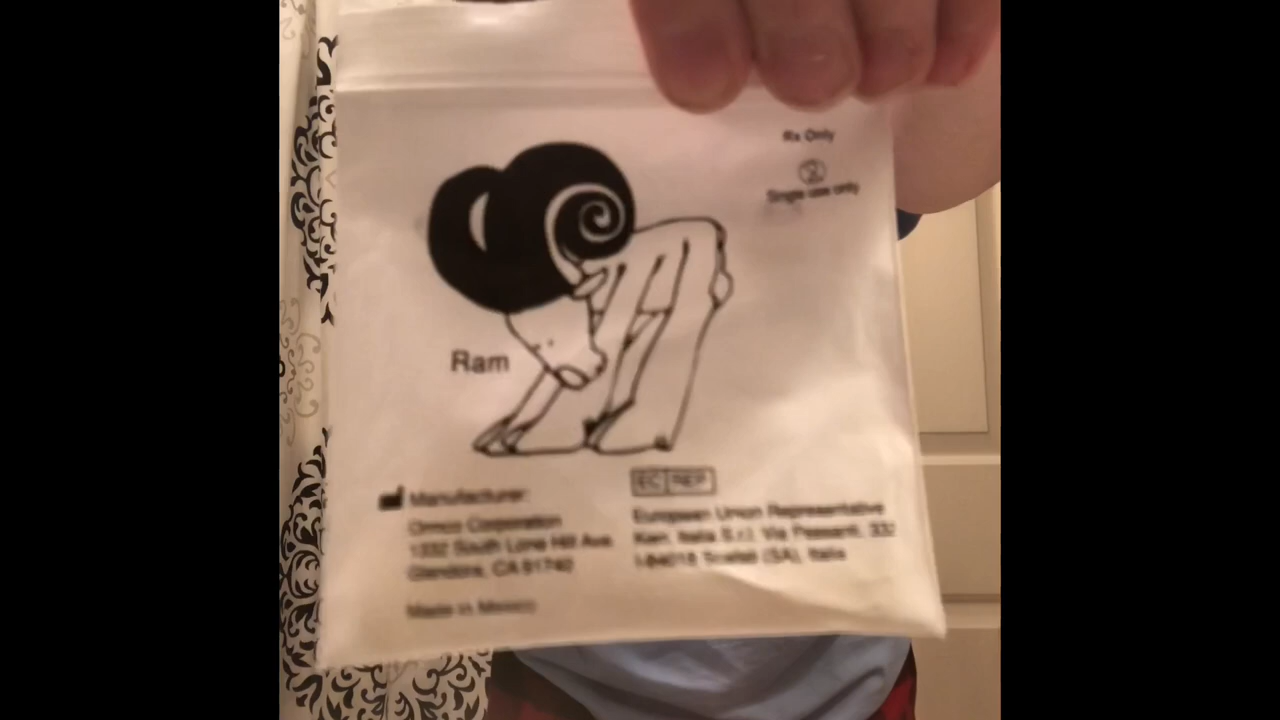 Rx Only
2
Single use only
Ram
Manufacturer:
Ormco Corporation
1332 South Lone Hill Ave.
Glendora, CA 91740
Made in Mexico
EC REP
European Union Representative
Kerr Italia S.r.l. Via Passanti, 332
I-84018 Scafati (SA), Italia